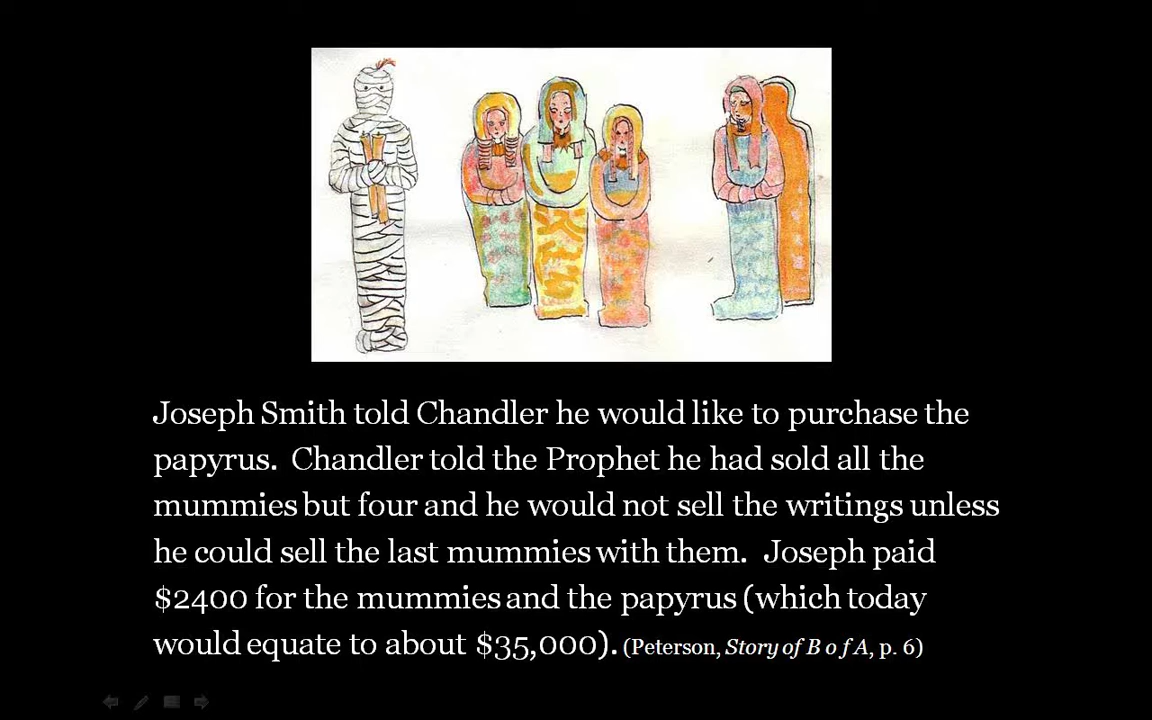 Joseph Smith told Chandler he would like to purchase the
papyrus.  Chandler told the Prophet he had sold all the
mummies but four and he would not sell the writings unless
he could sell the last mummies with them.  Joseph paid
$2400 for the mummies and the papyrus (which today
would equate to about $35,000). (Peterson, Story of B o f A, p. 6)